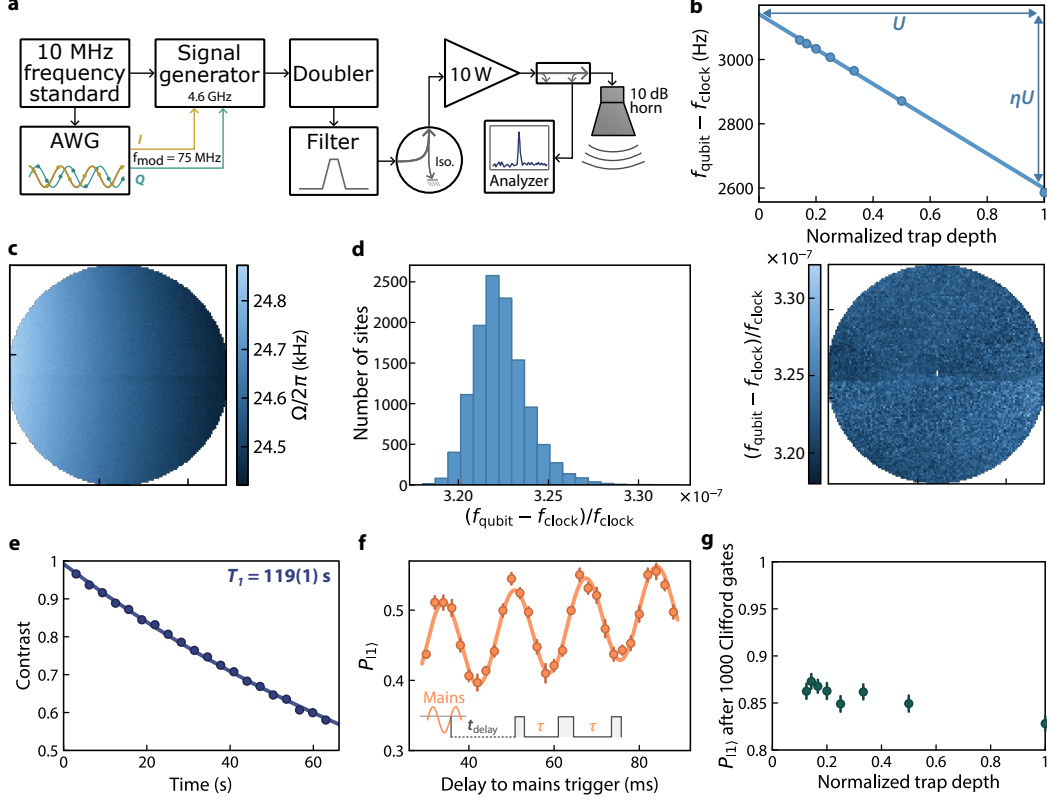 a
10 MHz
frequency
standard
Signal
generator
4.6 GHz
Doubler
10 W
10 dB
horn
AWG
I
f_mod = 75 MHz
Q
Filter
Iso.
Analyzer
b
f_qubit − f_clock (Hz)
3000
2800
2600
U
ηU
0 0.2 0.4 0.6 0.8 1
Normalized trap depth
c
24.8
24.7
24.6
24.5
Ω/2π (kHz)
d
Number of sites
2500
2000
1500
1000
500
0
3.20 3.25 3.30 ×10⁻⁷
(f_qubit − f_clock)/f_clock
×10⁻⁷
3.30
3.25
3.20
(f_qubit − f_clock)/f_clock
e
Contrast
1
0.9
0.8
0.7
0.6
0.5
T₁ = 119(1) s
0 10 20 30 40 50 60
Time (s)
f
P_|1⟩
0.5
0.4
0.3
Mains
t_delay
τ
τ
40 60 80
Delay to mains trigger (ms)
g
P_|1⟩ after 1000 Clifford gates
1
0.95
0.9
0.85
0.8
0 0.2 0.4 0.6 0.8 1
Normalized trap depth